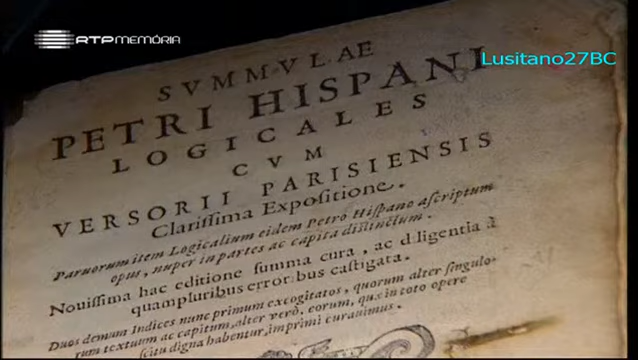 RTP MEMÓRIA
Lusitano27BC
SVMMVLAE
PETRI HISPANI
LOGICALES
CVM
VERSORII PARISIENSIS
Clarissima Expositione.
Paruorum item Logicalium eidem Petro Hispano ascriptum
opus, nuper in partes ac capita distinctum.
Nouissima hac editione summa cura, ac diligentia à
quampluribus erroribus castigata.
Duos demum Indices nunc primum excogitatos, quorum alter singulo-
rum textuum ac capitum, alter verò, eorum, quæ in toto opere
scitu digna habentur, imprimi curauimus.